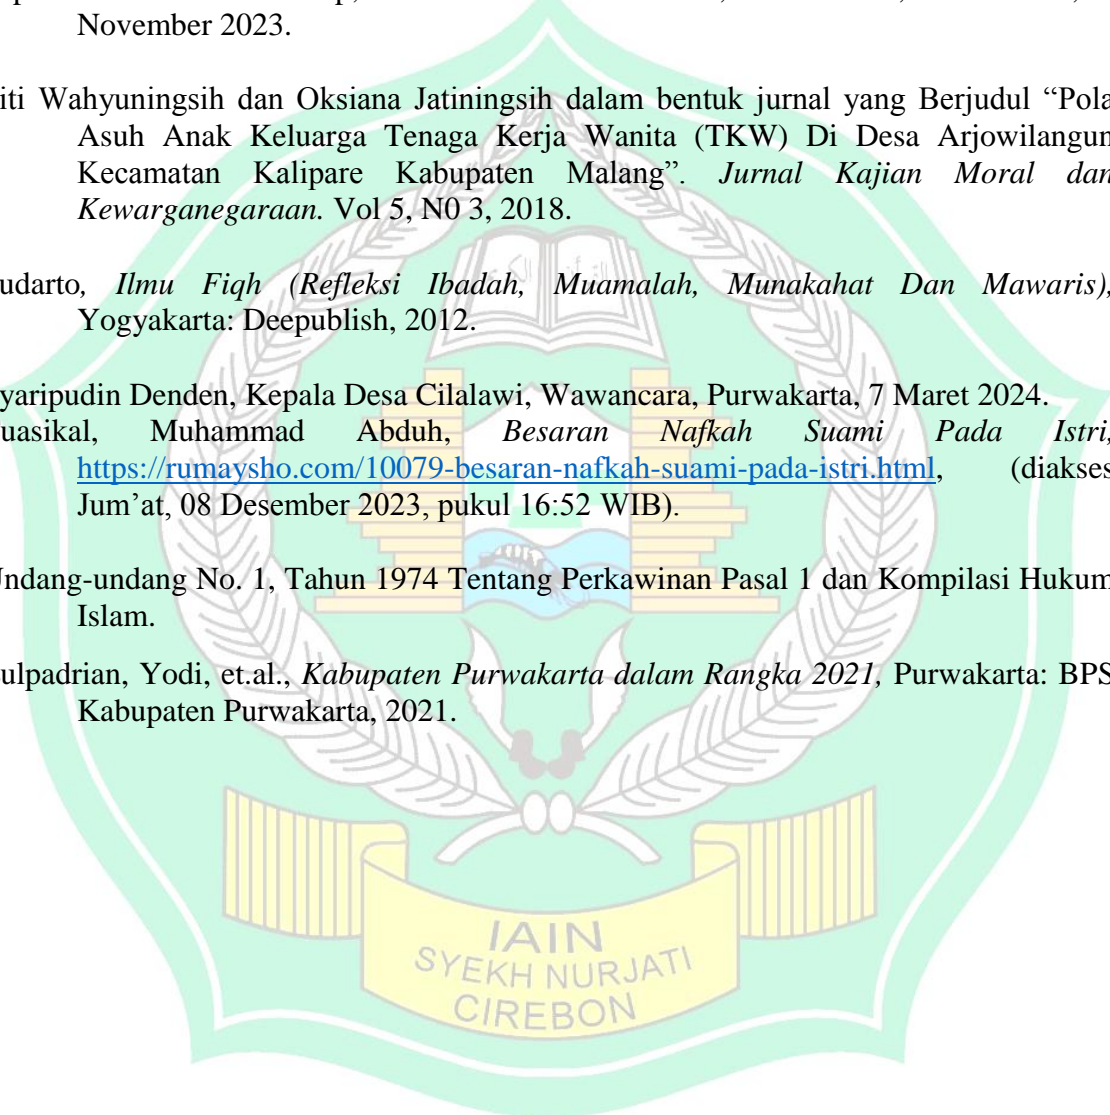 November 2023.
iti Wahyuningsih dan Oksiana Jatiningsih dalam bentuk jurnal yang Berjudul “Pola
Asuh Anak Keluarga Tenaga Kerja Wanita (TKW) Di Desa Arjowilangun
Kecamatan Kalipare Kabupaten Malang”. Jurnal Kajian Moral dan
Kewarganegaraan. Vol 5, N0 3, 2018.
udarto, Ilmu Fiqh (Refleksi Ibadah, Muamalah, Munakahat Dan Mawaris),
Yogyakarta: Deepublish, 2012.
yaripudin Denden, Kepala Desa Cilalawi, Wawancara, Purwakarta, 7 Maret 2024.
uasikal, Muhammad Abduh, Besaran Nafkah Suami Pada Istri,
https://rumaysho.com/10079-besaran-nafkah-suami-pada-istri.html, (diakses
Jum’at, 08 Desember 2023, pukul 16:52 WIB).
Undang-undang No. 1, Tahun 1974 Tentang Perkawinan Pasal 1 dan Kompilasi Hukum
Islam.
ulpadrian, Yodi, et.al., Kabupaten Purwakarta dalam Rangka 2021, Purwakarta: BPS
Kabupaten Purwakarta, 2021.
IAIN
SYEKH NURJATI
CIREBON